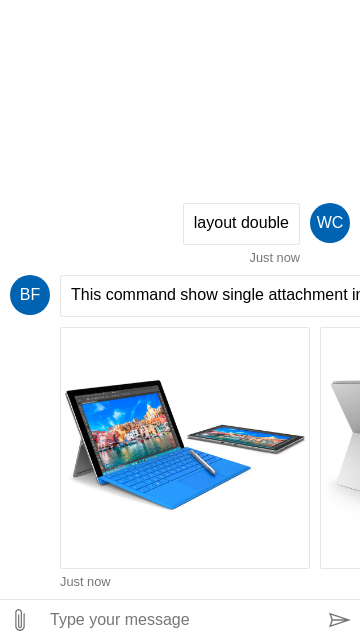 layout double
WC
Just now
BF
This command show single attachment in
Just now
Type your message